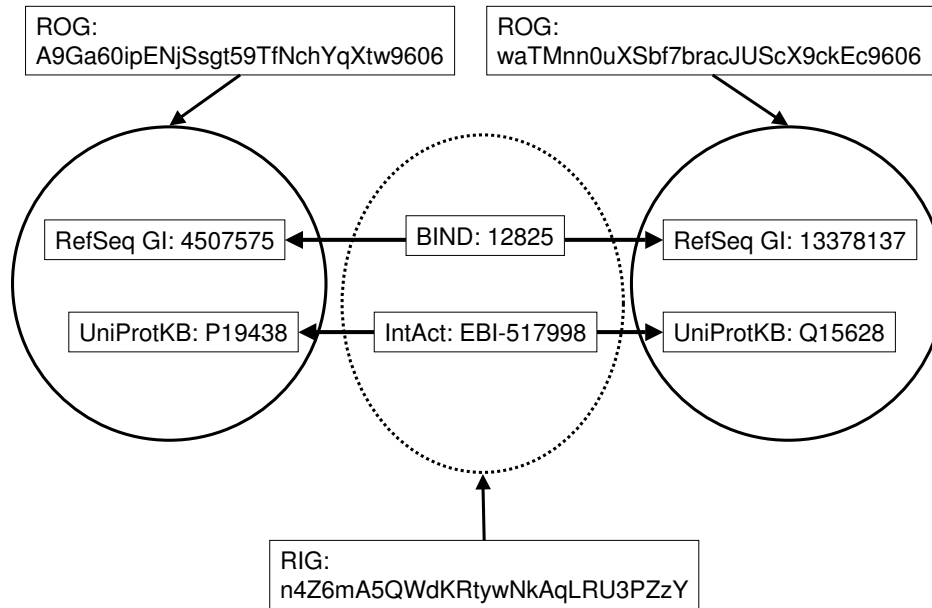 ROG:
A9Ga60ipENjSsgt59TfNchYqXtw9606
ROG:
waTMnn0uXSbf7bracJUScX9ckEc9606
RefSeq GI: 4507575
BIND: 12825
RefSeq GI: 13378137
UniProtKB: P19438
IntAct: EBI-517998
UniProtKB: Q15628
RIG:
n4Z6mA5QWdKRtywNkAqLRU3PZzY